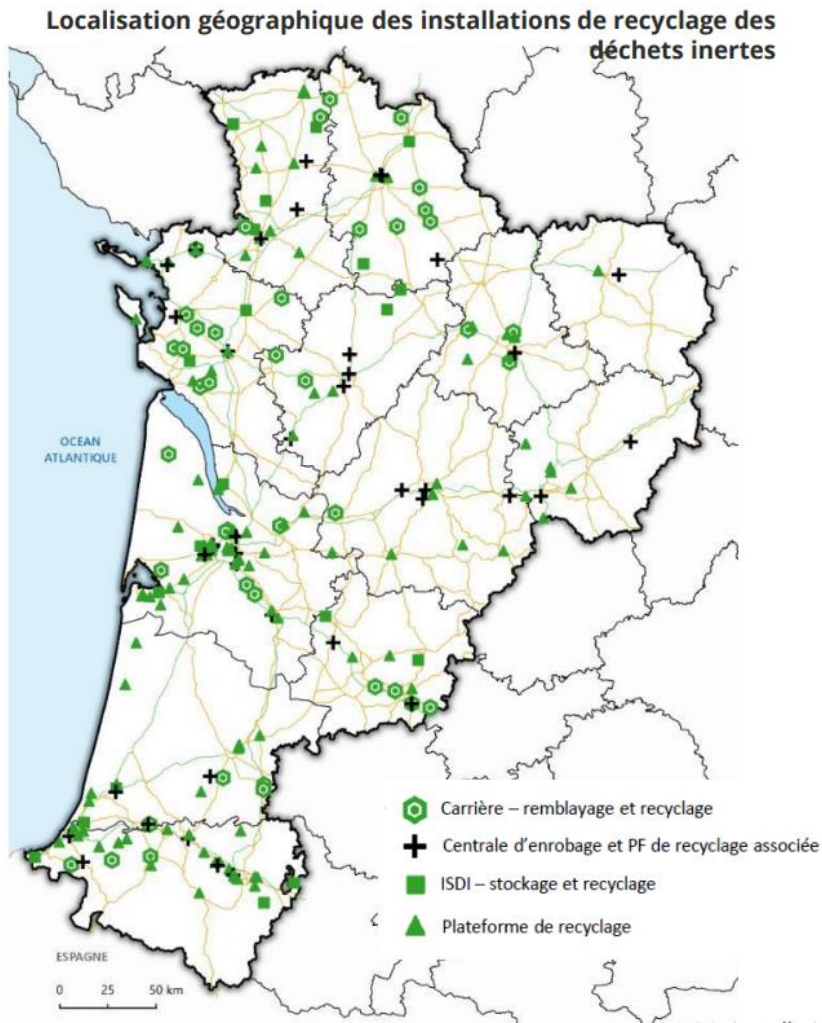 Localisation géographique des installations de recyclage des
déchets inertes
OCEAN
ATLANTIQUE
Carrière – remblayage et recyclage
Centrale d'enrobage et PF de recyclage associée
ISDI – stockage et recyclage
Plateforme de recyclage
ESPAGNE
0 25 50 km